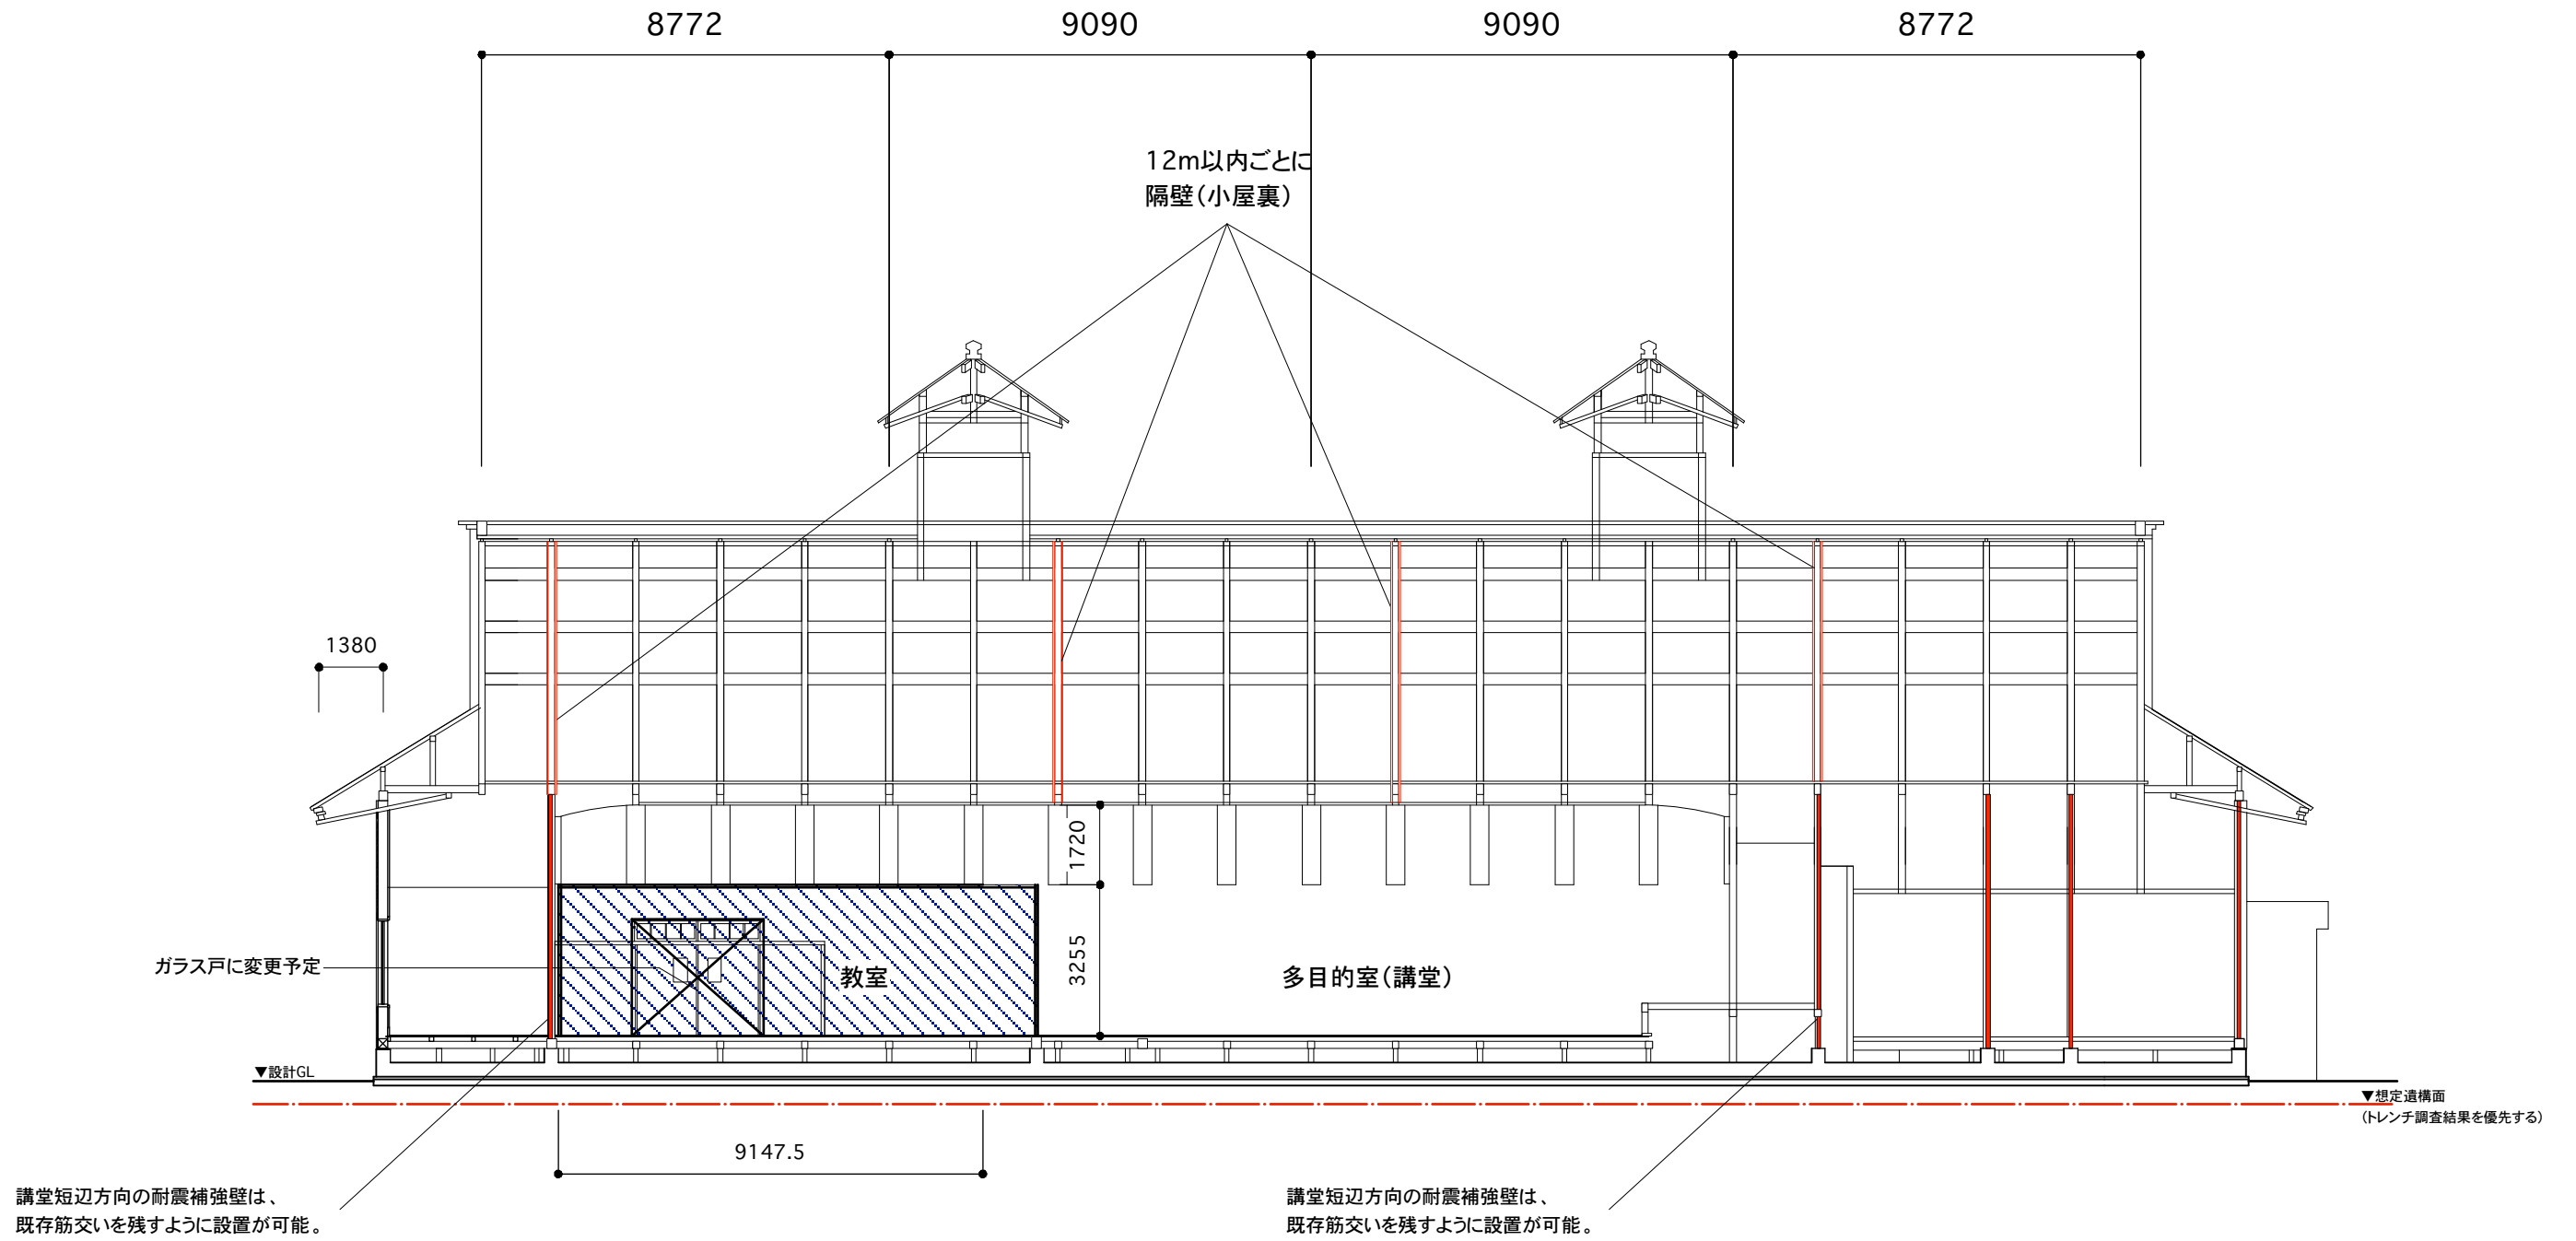 8772
9090
9090
8772
12m以内ごとに
隔壁(小屋裏)
1380
1720
3255
ガラス戸に変更予定
教室
多目的室(講堂)
▼設計GL
▼想定遺構面
(トレンチ調査結果を優先する)
9147.5
講堂短辺方向の耐震補強壁は、
既存筋交いを残すように設置が可能。
講堂短辺方向の耐震補強壁は、
既存筋交いを残すように設置が可能。